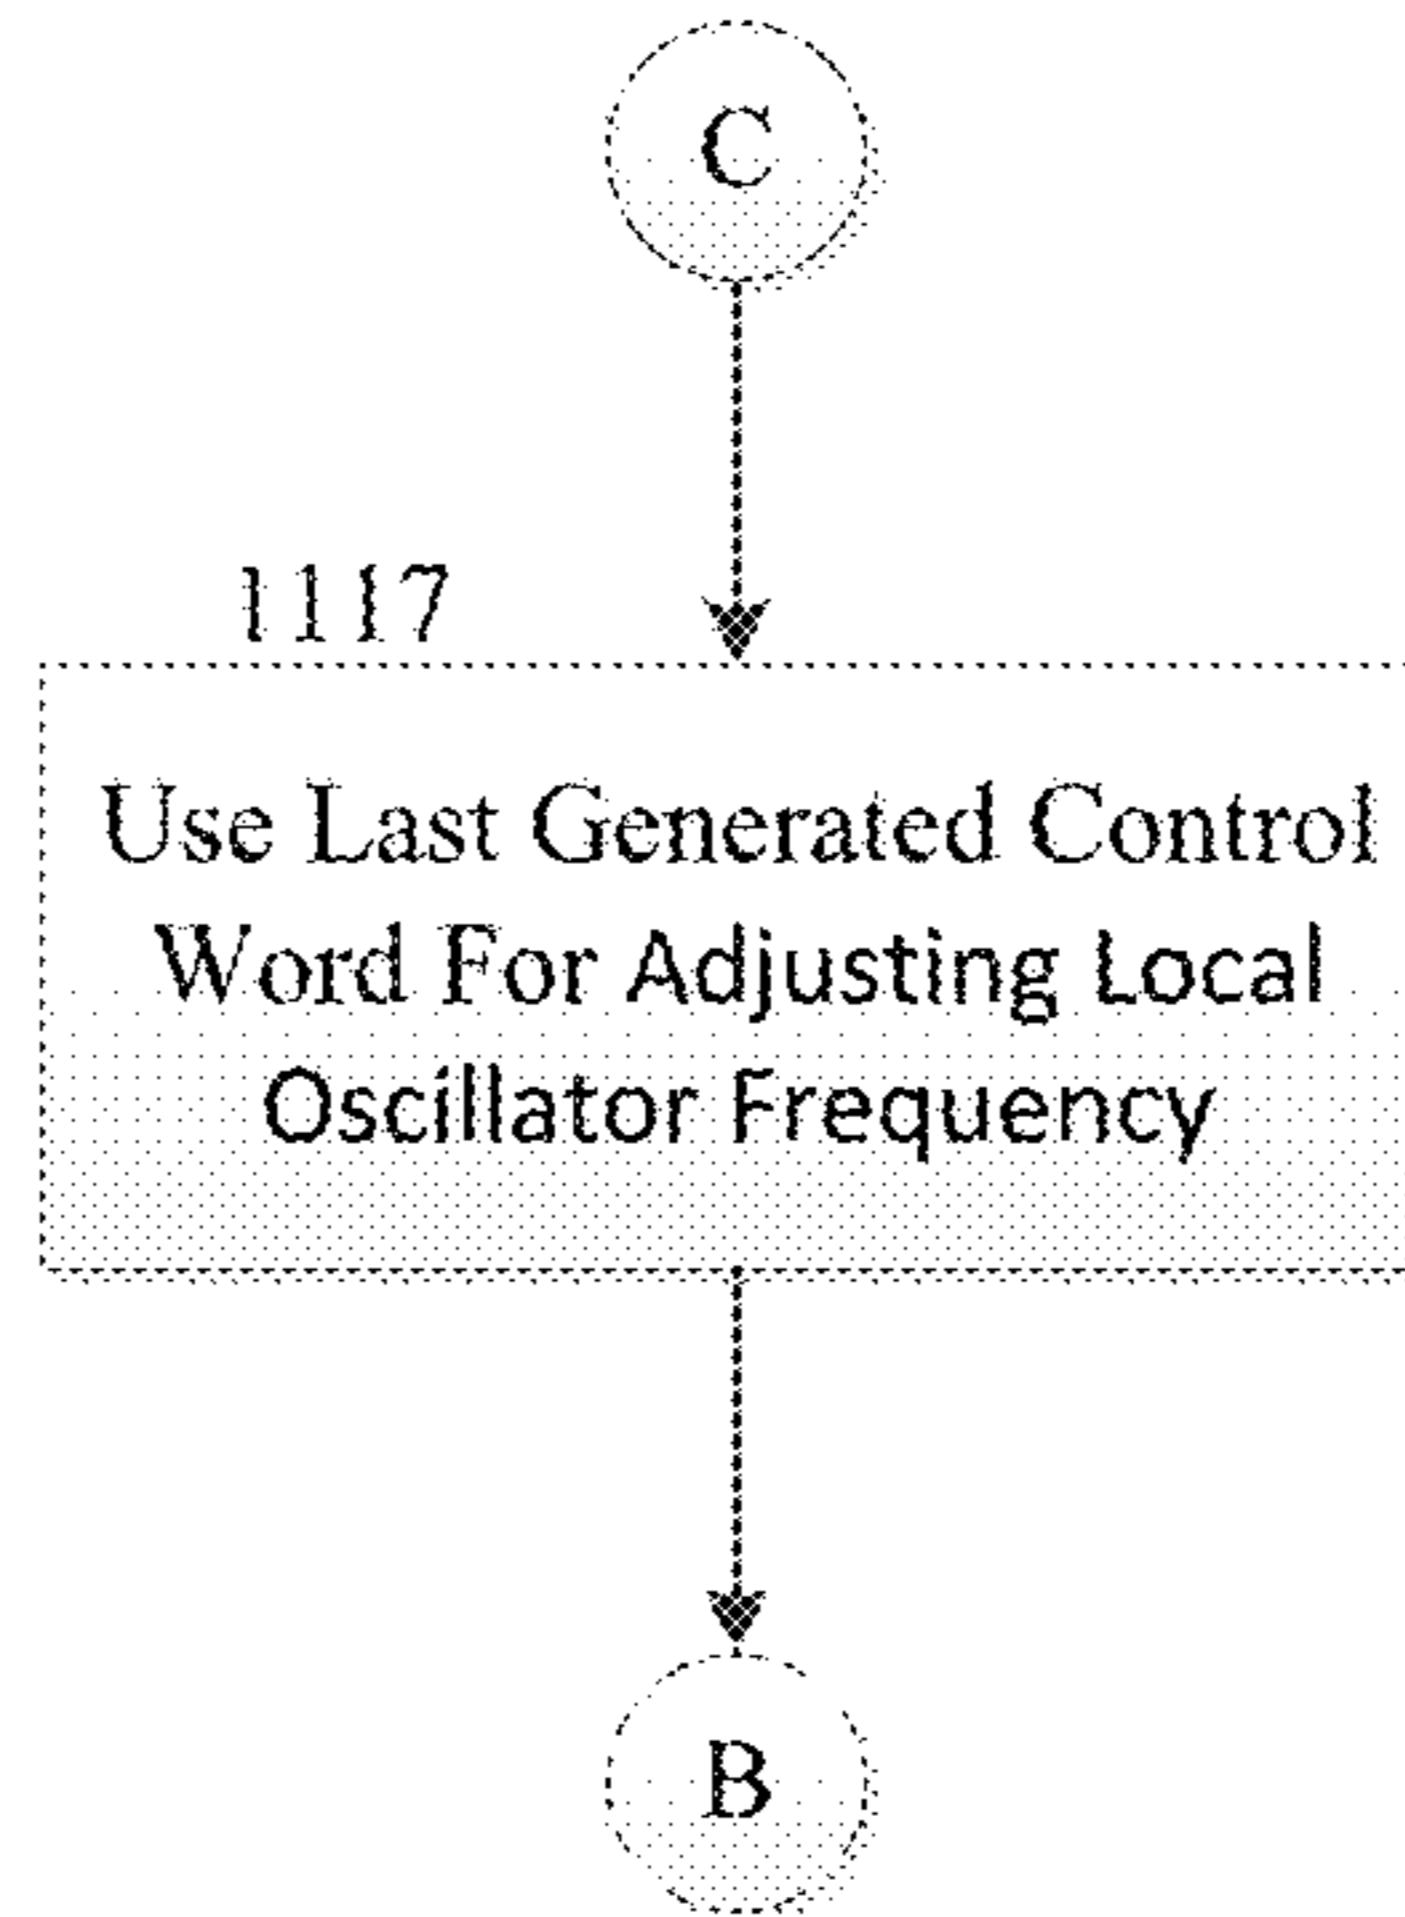 C
1117
Use Last Generated Control
Word For Adjusting Local
Oscillator Frequency
B